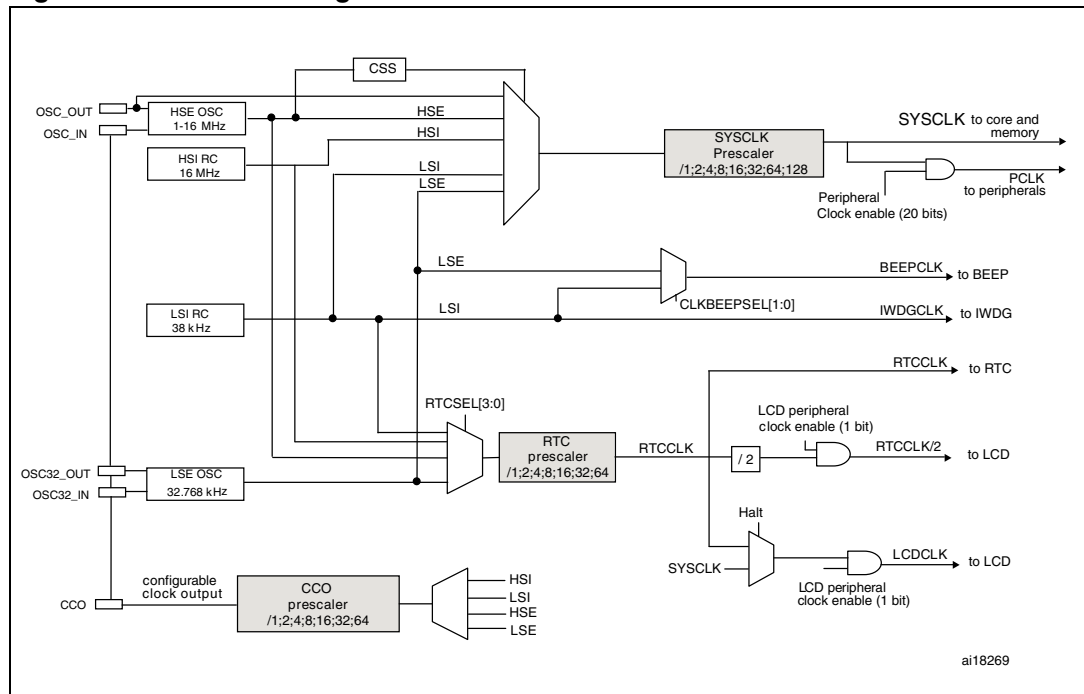 CSS
OSC_OUT
OSC_IN
HSE OSC
1-16 MHz
HSE
HSI
HSI RC
16 MHz
LSI
LSE
SYSCLK
Prescaler
/1;2;4;8;16;32;64;128
SYSCLK to core and
memory
PCLK
to peripherals
Peripheral
Clock enable (20 bits)
LSE
BEEPCLK
to BEEP
CLKBEEPSEL[1:0]
LSI RC
38 kHz
LSI
IWDGCLK
to IWDG
RTCCLK
to RTC
RTCSEL[3:0]
LCD peripheral
clock enable (1 bit)
RTC
prescaler
/1;2;4;8;16;32;64
RTCCLK
/ 2
RTCCLK/2
to LCD
OSC32_OUT
OSC32_IN
LSE OSC
32.768 kHz
Halt
SYSCLK
LCDCLK
to LCD
LCD peripheral
clock enable (1 bit)
CCO
configurable
clock output
CCO
prescaler
/1;2;4;8;16;32;64
HSI
LSI
HSE
LSE
ai18269